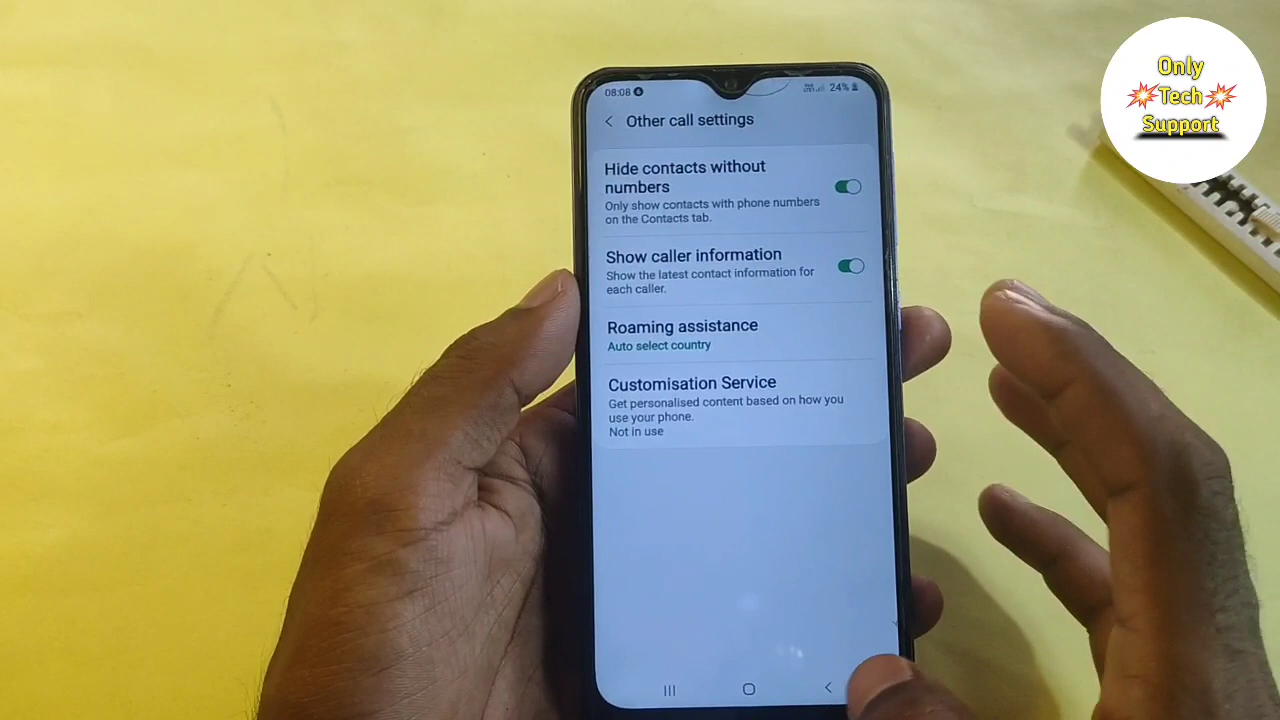 Only
Tech
Support
08:08
24%
Other call settings
Hide contacts without
numbers
Only show contacts with phone numbers
on the Contacts tab.
Show caller information
Show the latest contact information for
each caller.
Roaming assistance
Auto select country
Customisation Service
Get personalised content based on how you
use your phone.
Not in use